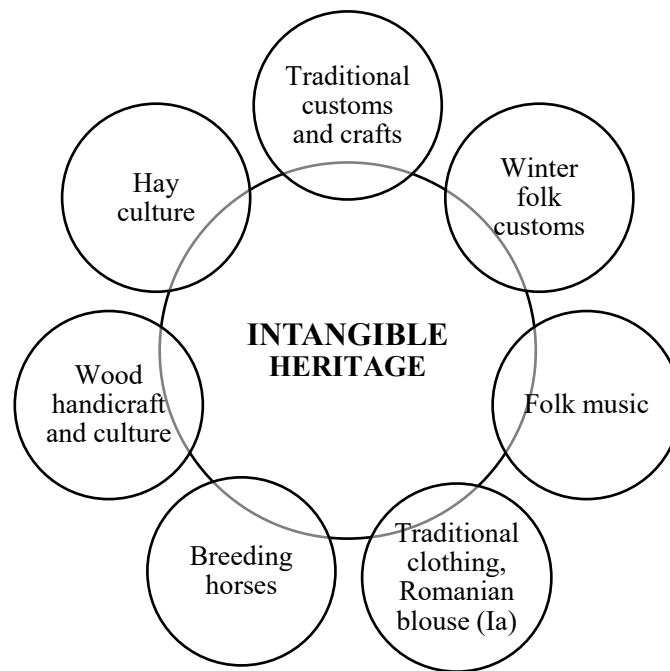 Traditional
customs
and crafts
Winter
folk
customs
Folk music
Traditional
clothing,
Romanian
blouse (Ia)
Breeding
horses
Wood
handicraft
and culture
Hay
culture
INTANGIBLE
HERITAGE